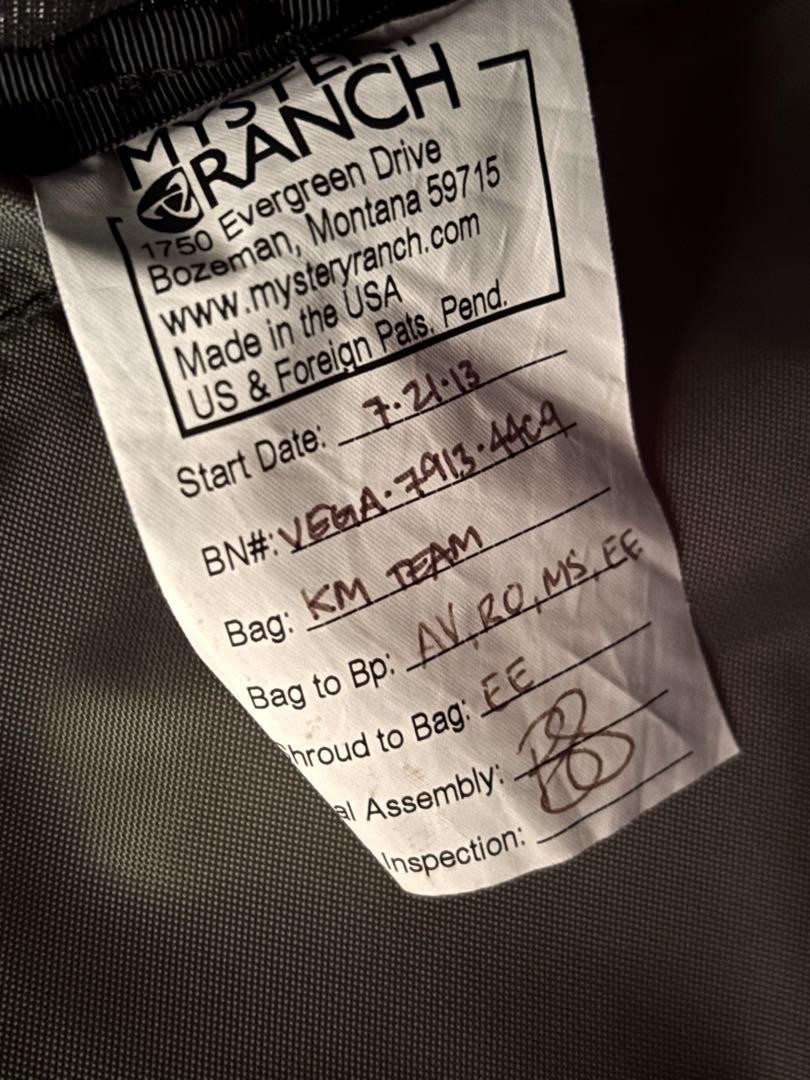 MYSTERY
RANCH
1750 Evergreen Drive
Bozeman, Montana 59715
www.mysteryranch.com
Made in the USA
US & Foreign Pats. Pend.
Start Date: 7.21.13
BN#: VEGA.7913.44C9
Bag: KM TEAM
Bag to Bp: AV, RO, MS, EE
hroud to Bag: EE
al Assembly:
Inspection: